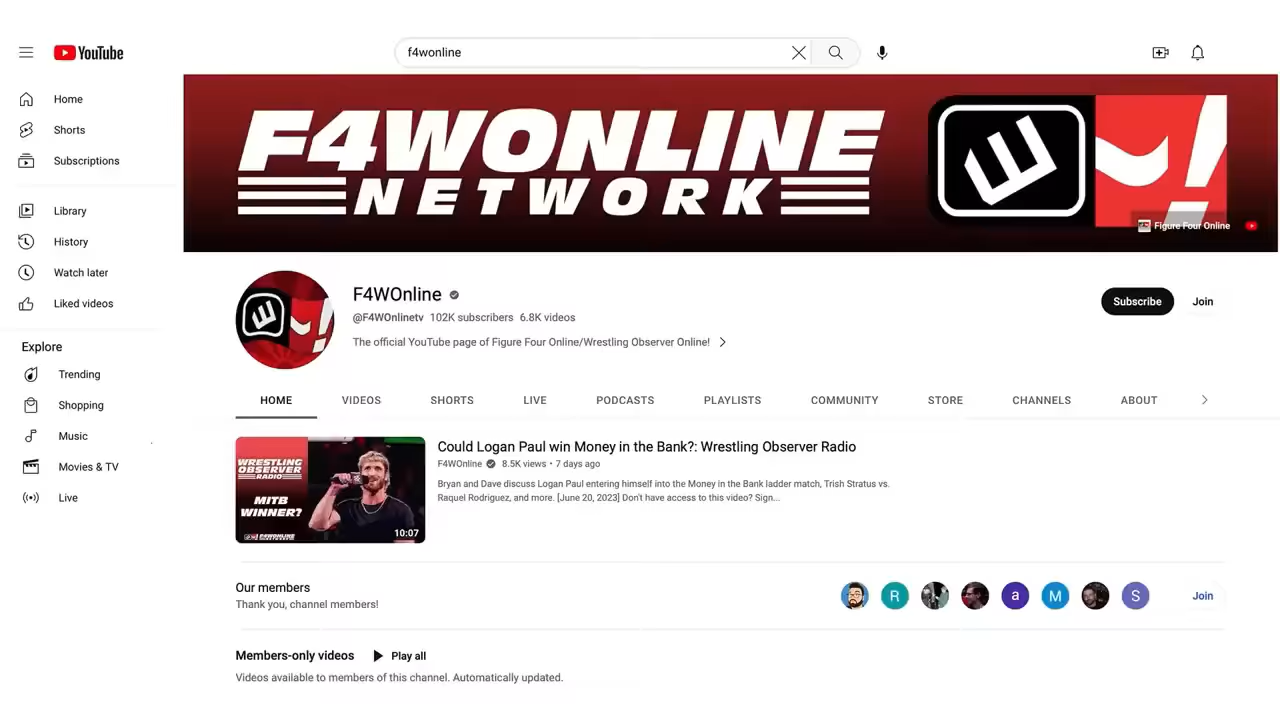 YouTube
f4wonline
Home
Shorts
Subscriptions
Library
History
Watch later
Liked videos
Explore
Trending
Shopping
Music
Movies & TV
Live
F4WONLINE
NETWORK
Figure Four Online
F4WOnline
@F4WOnlinetv 102K subscribers 6.8K videos
The official YouTube page of Figure Four Online/Wrestling Observer Online!
Subscribe
Join
HOME VIDEOS SHORTS LIVE PODCASTS PLAYLISTS COMMUNITY STORE CHANNELS ABOUT
WRESTLING
OBSERVER
RADIO
MITB
WINNER?
F4WONLINE
NETWORK
10:07
Could Logan Paul win Money in the Bank?: Wrestling Observer Radio
F4WOnline 8.5K views • 7 days ago
Bryan and Dave discuss Logan Paul entering himself into the Money in the Bank ladder match, Trish Stratus vs.
Raquel Rodriguez, and more. [June 20, 2023] Don't have access to this video? Sign...
Our members
Thank you, channel members!
R
a
M
S
Join
Members-only videos
Play all
Videos available to members of this channel. Automatically updated.